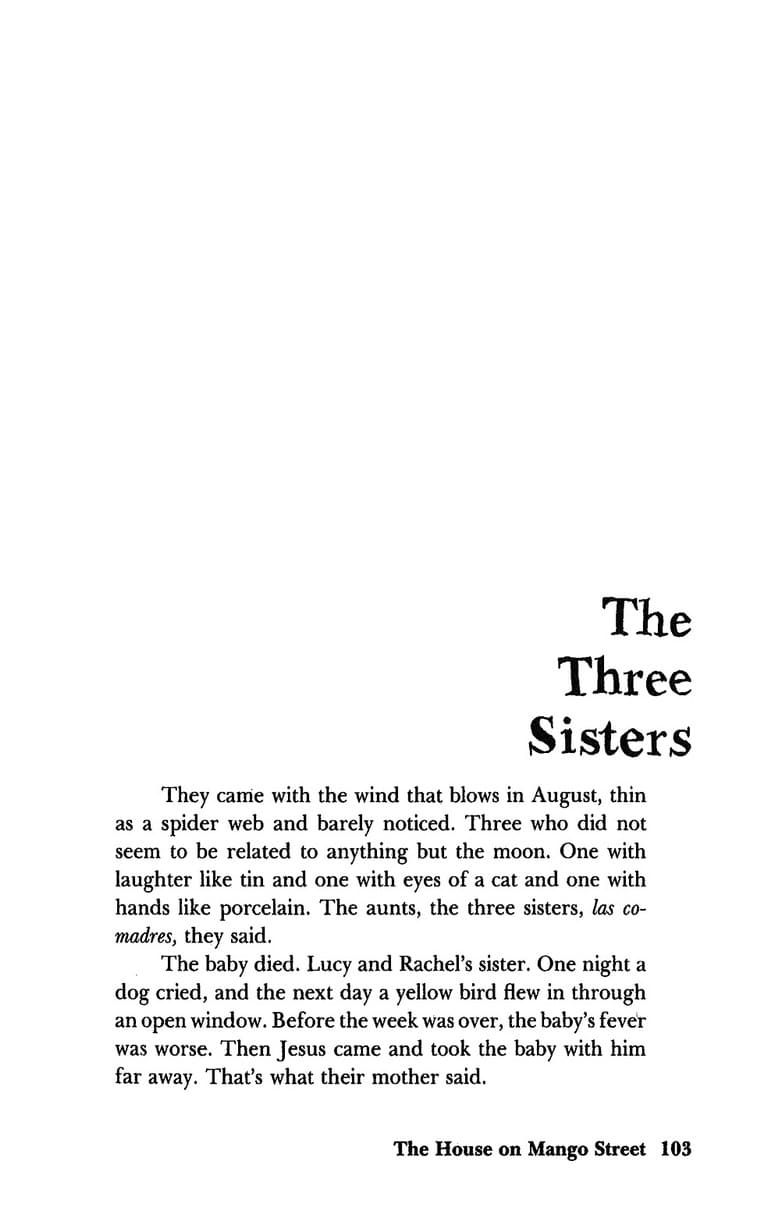 The
Three
Sisters
They came with the wind that blows in August, thin
as a spider web and barely noticed. Three who did not
seem to be related to anything but the moon. One with
laughter like tin and one with eyes of a cat and one with
hands like porcelain. The aunts, the three sisters, las co-
madres, they said.
The baby died. Lucy and Rachel's sister. One night a
dog cried, and the next day a yellow bird flew in through
an open window. Before the week was over, the baby's fever
was worse. Then Jesus came and took the baby with him
far away. That's what their mother said.
The House on Mango Street 103